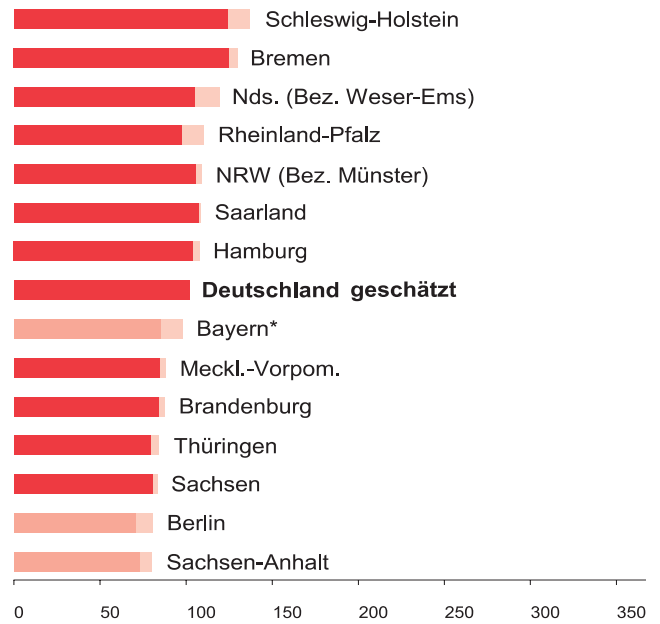 Schleswig-Holstein
Bremen
Nds. (Bez. Weser-Ems)
Rheinland-Pfalz
NRW (Bez. Münster)
Saarland
Hamburg
Deutschland geschätzt
Bayern*
Meckl.-Vorpom.
Brandenburg
Thüringen
Sachsen
Berlin
Sachsen-Anhalt
0 50 100 150 200 250 300 350